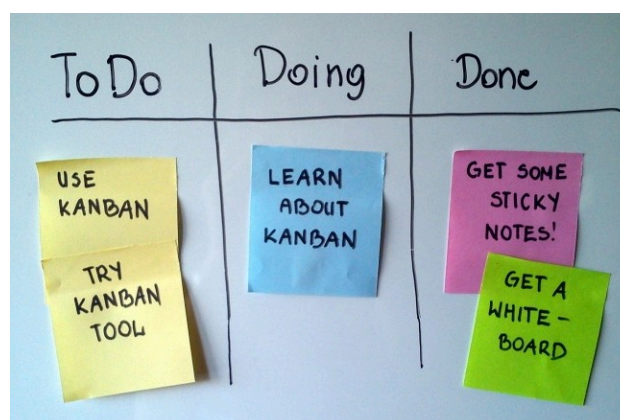 To Do
Doing
Done
USE
KANBAN
TRY
KANBAN
TOOL
LEARN
ABOUT
KANBAN
GET SOME
STICKY
NOTES!
GET A
WHITE -
BOARD